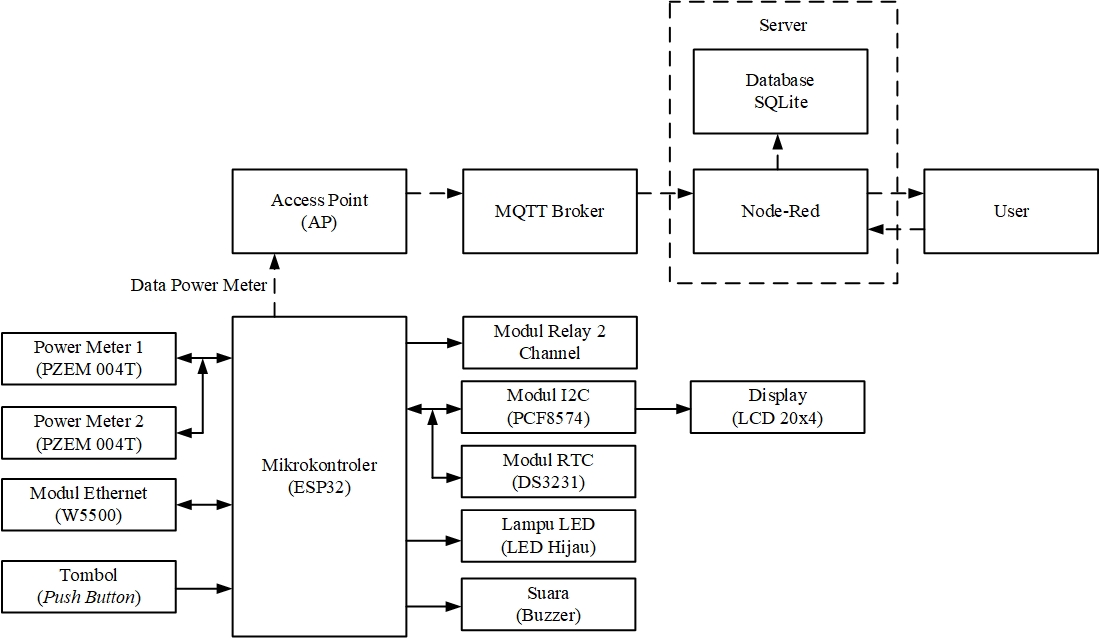 Server
Database
SQLite
Access Point
(AP)
MQTT Broker
Node-Red
User
Data Power Meter
Power Meter 1
(PZEM 004T)
Power Meter 2
(PZEM 004T)
Modul Ethernet
(W5500)
Tombol
(Push Button)
Mikrokontroler
(ESP32)
Modul Relay 2
Channel
Modul I2C
(PCF8574)
Display
(LCD 20x4)
Modul RTC
(DS3231)
Lampu LED
(LED Hijau)
Suara
(Buzzer)